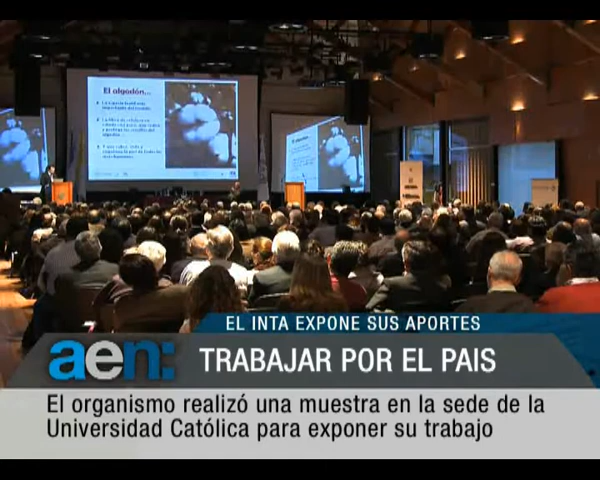 El algodón...
EL INTA EXPONE SUS APORTES
aen:
TRABAJAR POR EL PAIS
El organismo realizó una muestra en la sede de la
Universidad Católica para exponer su trabajo